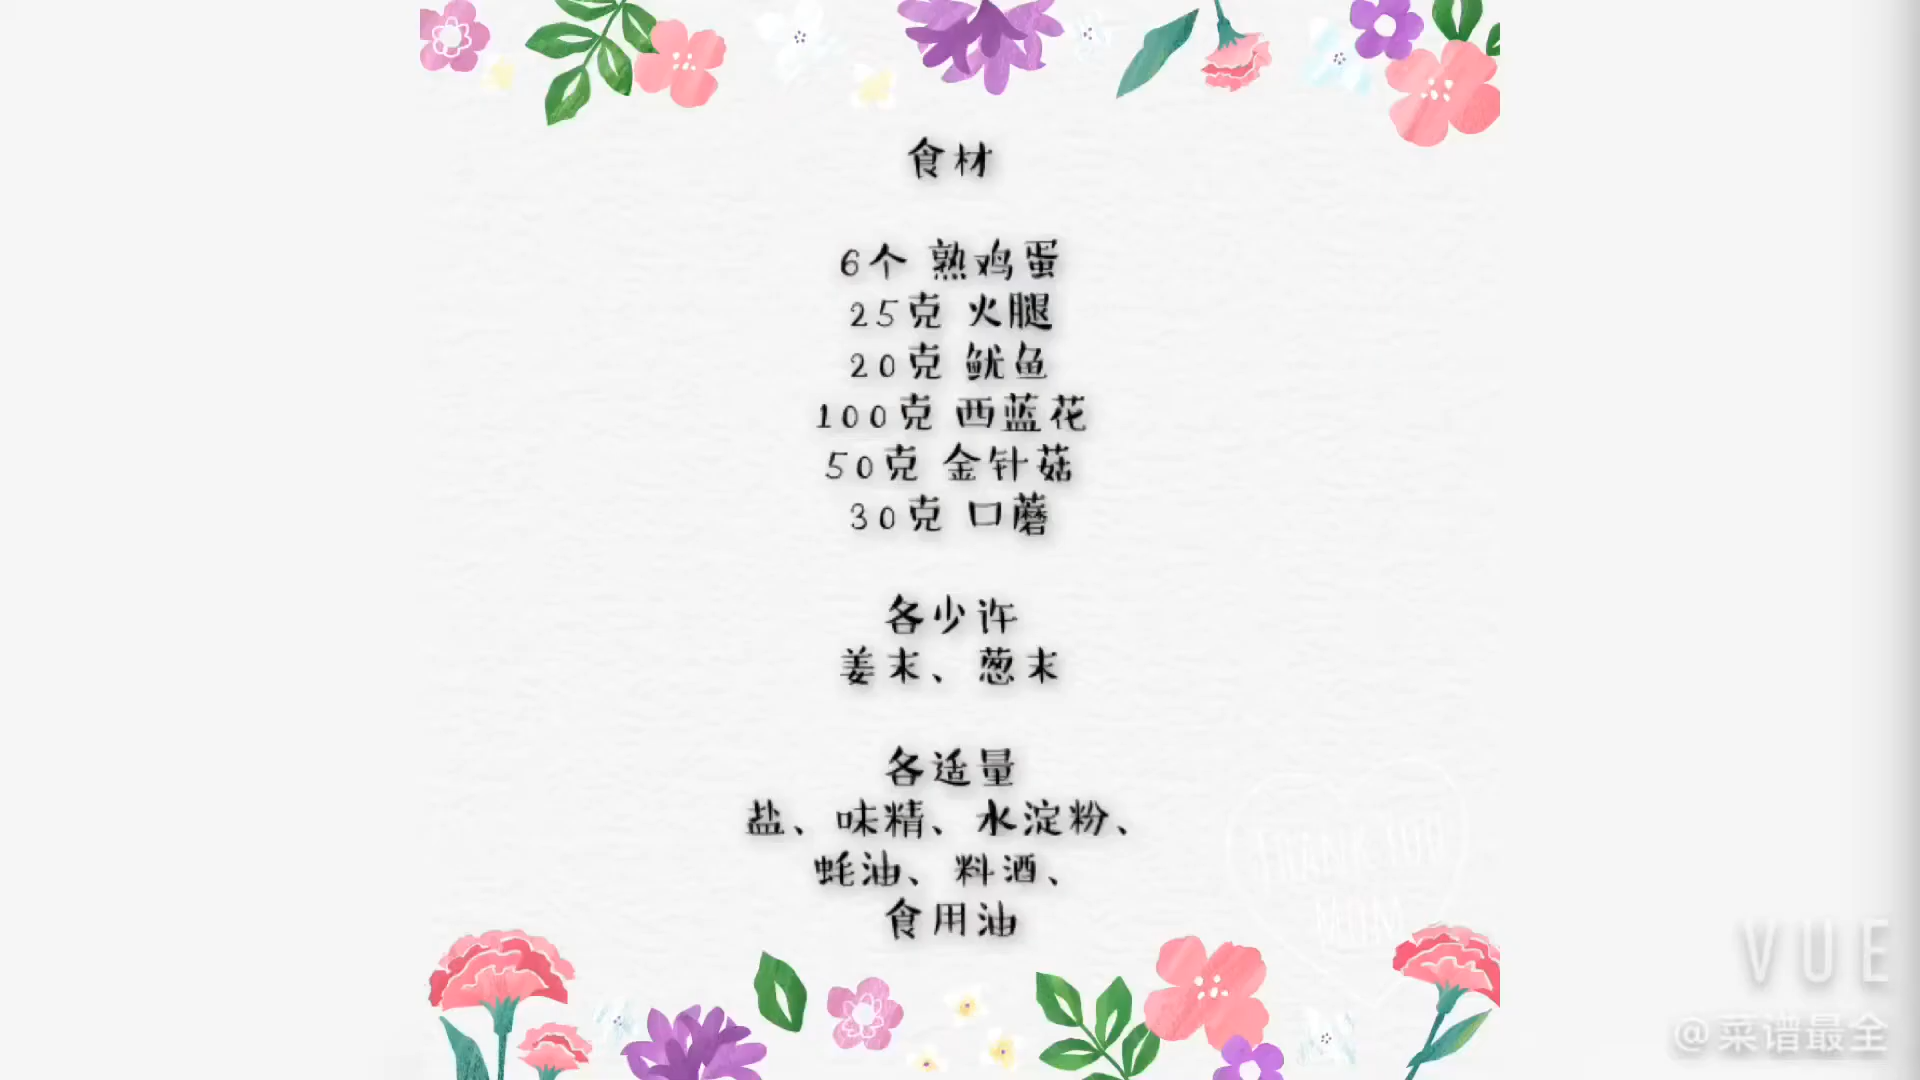 食材
6个 熟鸡蛋
25克 火腿
20克 鱿鱼
100克 西蓝花
50克 金针菇
30克 口蘑
各少许
姜末、葱末
各适量
盐、味精、水淀粉、
蚝油、料酒、
食用油
THANK YOU
MOM
VUE
@菜谱最全